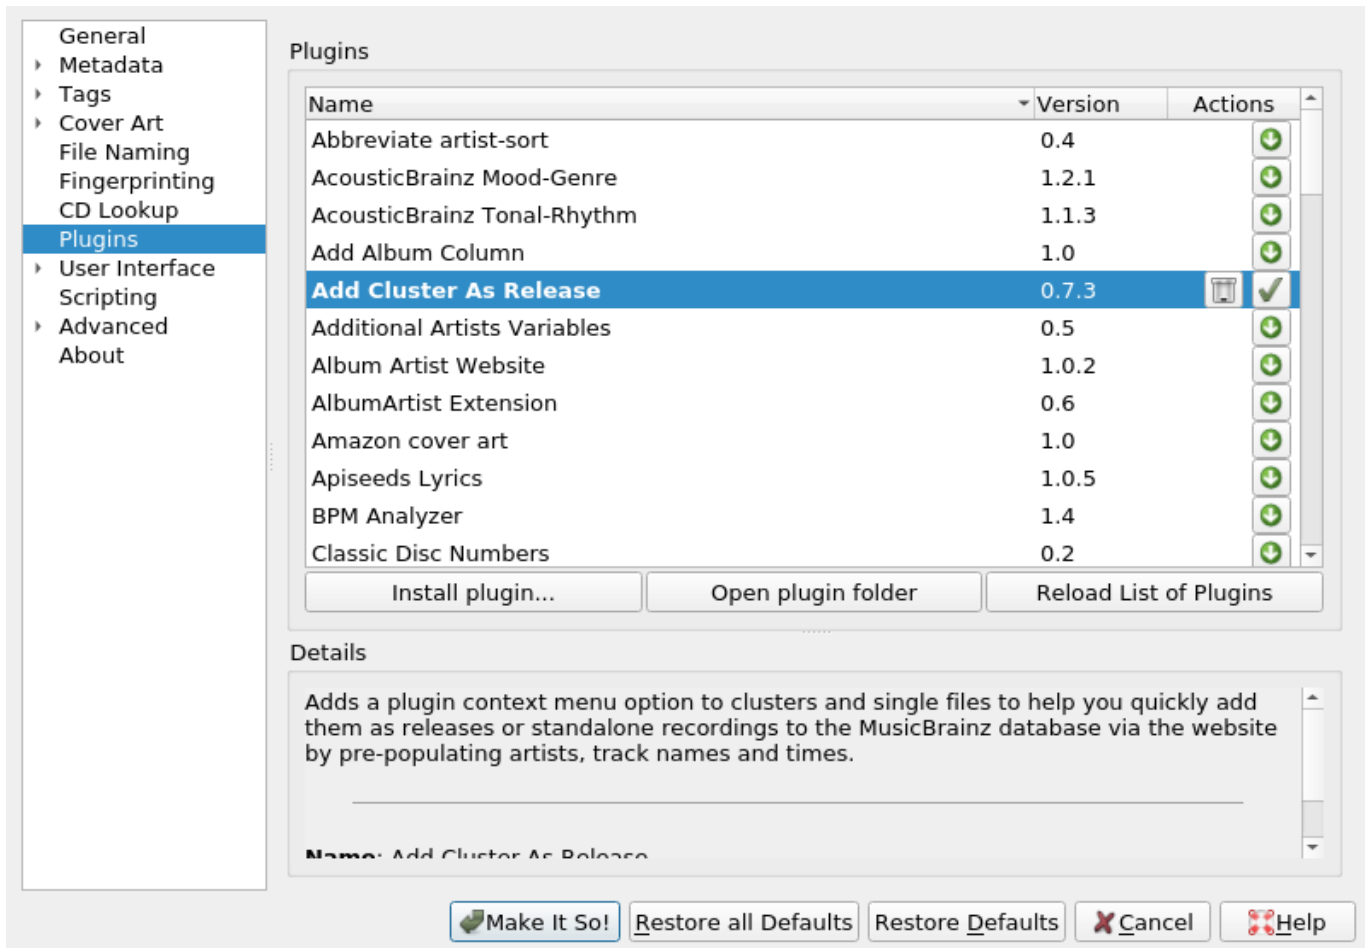 General
Metadata
Tags
Cover Art
File Naming
Fingerprinting
CD Lookup
Plugins
User Interface
Scripting
Advanced
About
Plugins
Name Version Actions
Abbreviate artist-sort 0.4
AcousticBrainz Mood-Genre 1.2.1
AcousticBrainz Tonal-Rhythm 1.1.3
Add Album Column 1.0
Add Cluster As Release 0.7.3
Additional Artists Variables 0.5
Album Artist Website 1.0.2
AlbumArtist Extension 0.6
Amazon cover art 1.0
Apiseeds Lyrics 1.0.5
BPM Analyzer 1.4
Classic Disc Numbers 0.2
Install plugin... Open plugin folder Reload List of Plugins
Details
Adds a plugin context menu option to clusters and single files to help you quickly add
them as releases or standalone recordings to the MusicBrainz database via the website
by pre-populating artists, track names and times.
Name: Add Cluster As Release
Make It So! Restore all Defaults Restore Defaults Cancel Help